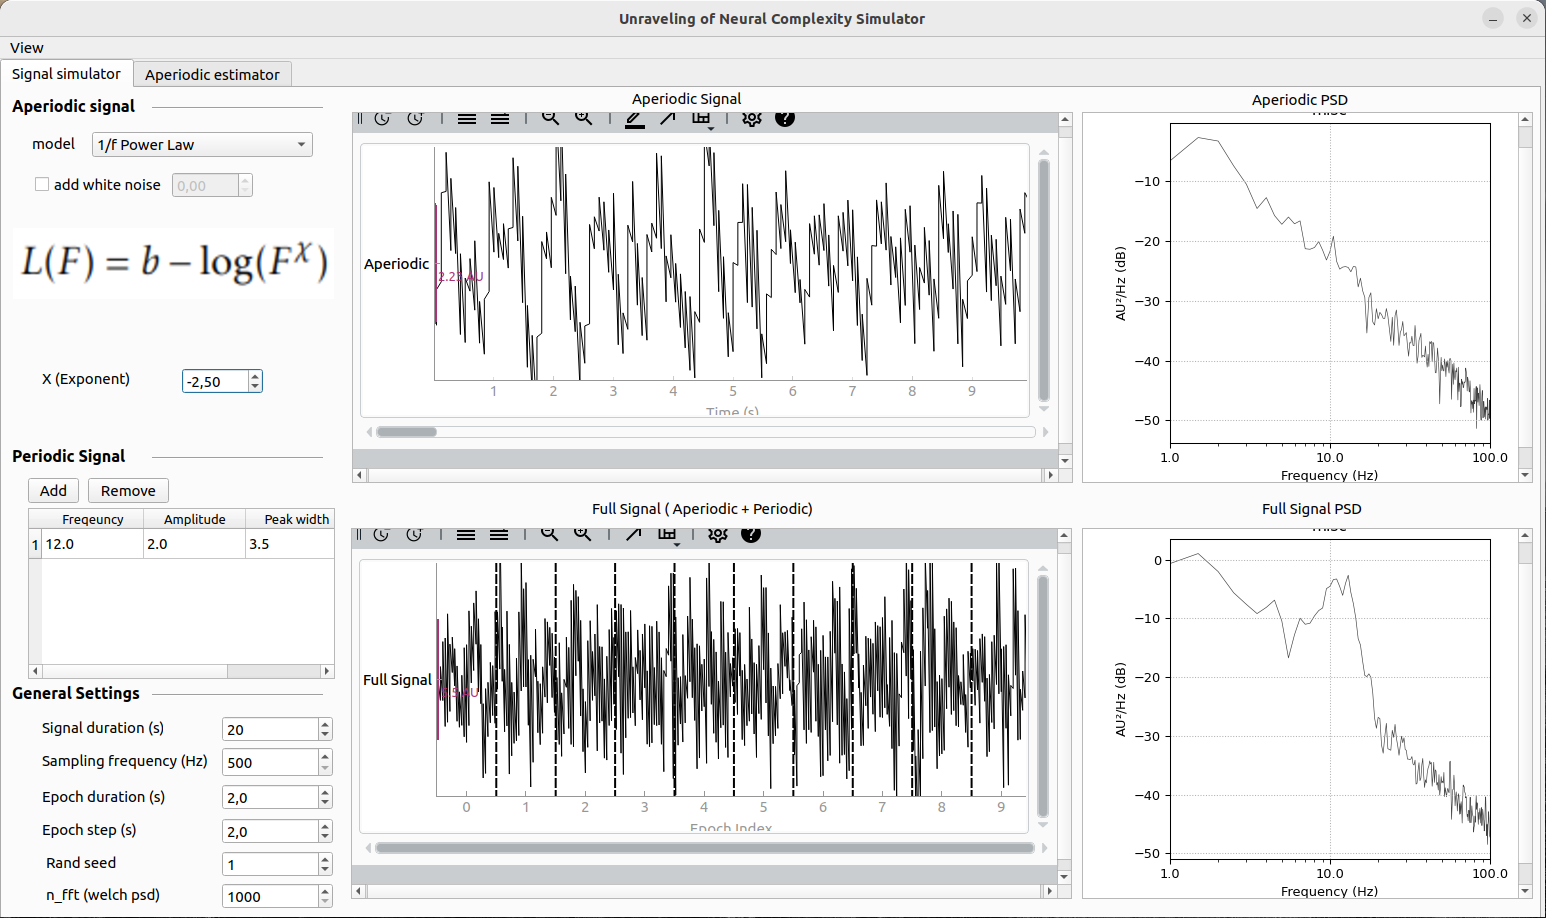 Unraveling of Neural Complexity Simulator
View
Signal simulator
Aperiodic estimator
Aperiodic signal
model
1/f Power Law
add white noise
0,00
L(F) = b − log(F^χ)
X (Exponent)
-2,50
Periodic Signal
Add
Remove
Freqeuncy Amplitude Peak width
1 12.0 2.0 3.5
General Settings
Signal duration (s)
20
Sampling frequency (Hz)
500
Epoch duration (s)
2,0
Epoch step (s)
2,0
Rand seed
1
n_fft (welch psd)
1000
Aperiodic Signal
Aperiodic
1 2 3 4 5 6 7 8 9
Time (s)
Aperiodic PSD
misc
−10
−20
−30
−40
−50
AU²/Hz (dB)
1.0 10.0 100.0
Frequency (Hz)
Full Signal ( Aperiodic + Periodic)
Full Signal
0 1 2 3 4 5 6 7 8 9
Epoch Index
Full Signal PSD
misc
0
−10
−20
−30
−40
−50
AU²/Hz (dB)
1.0 10.0 100.0
Frequency (Hz)